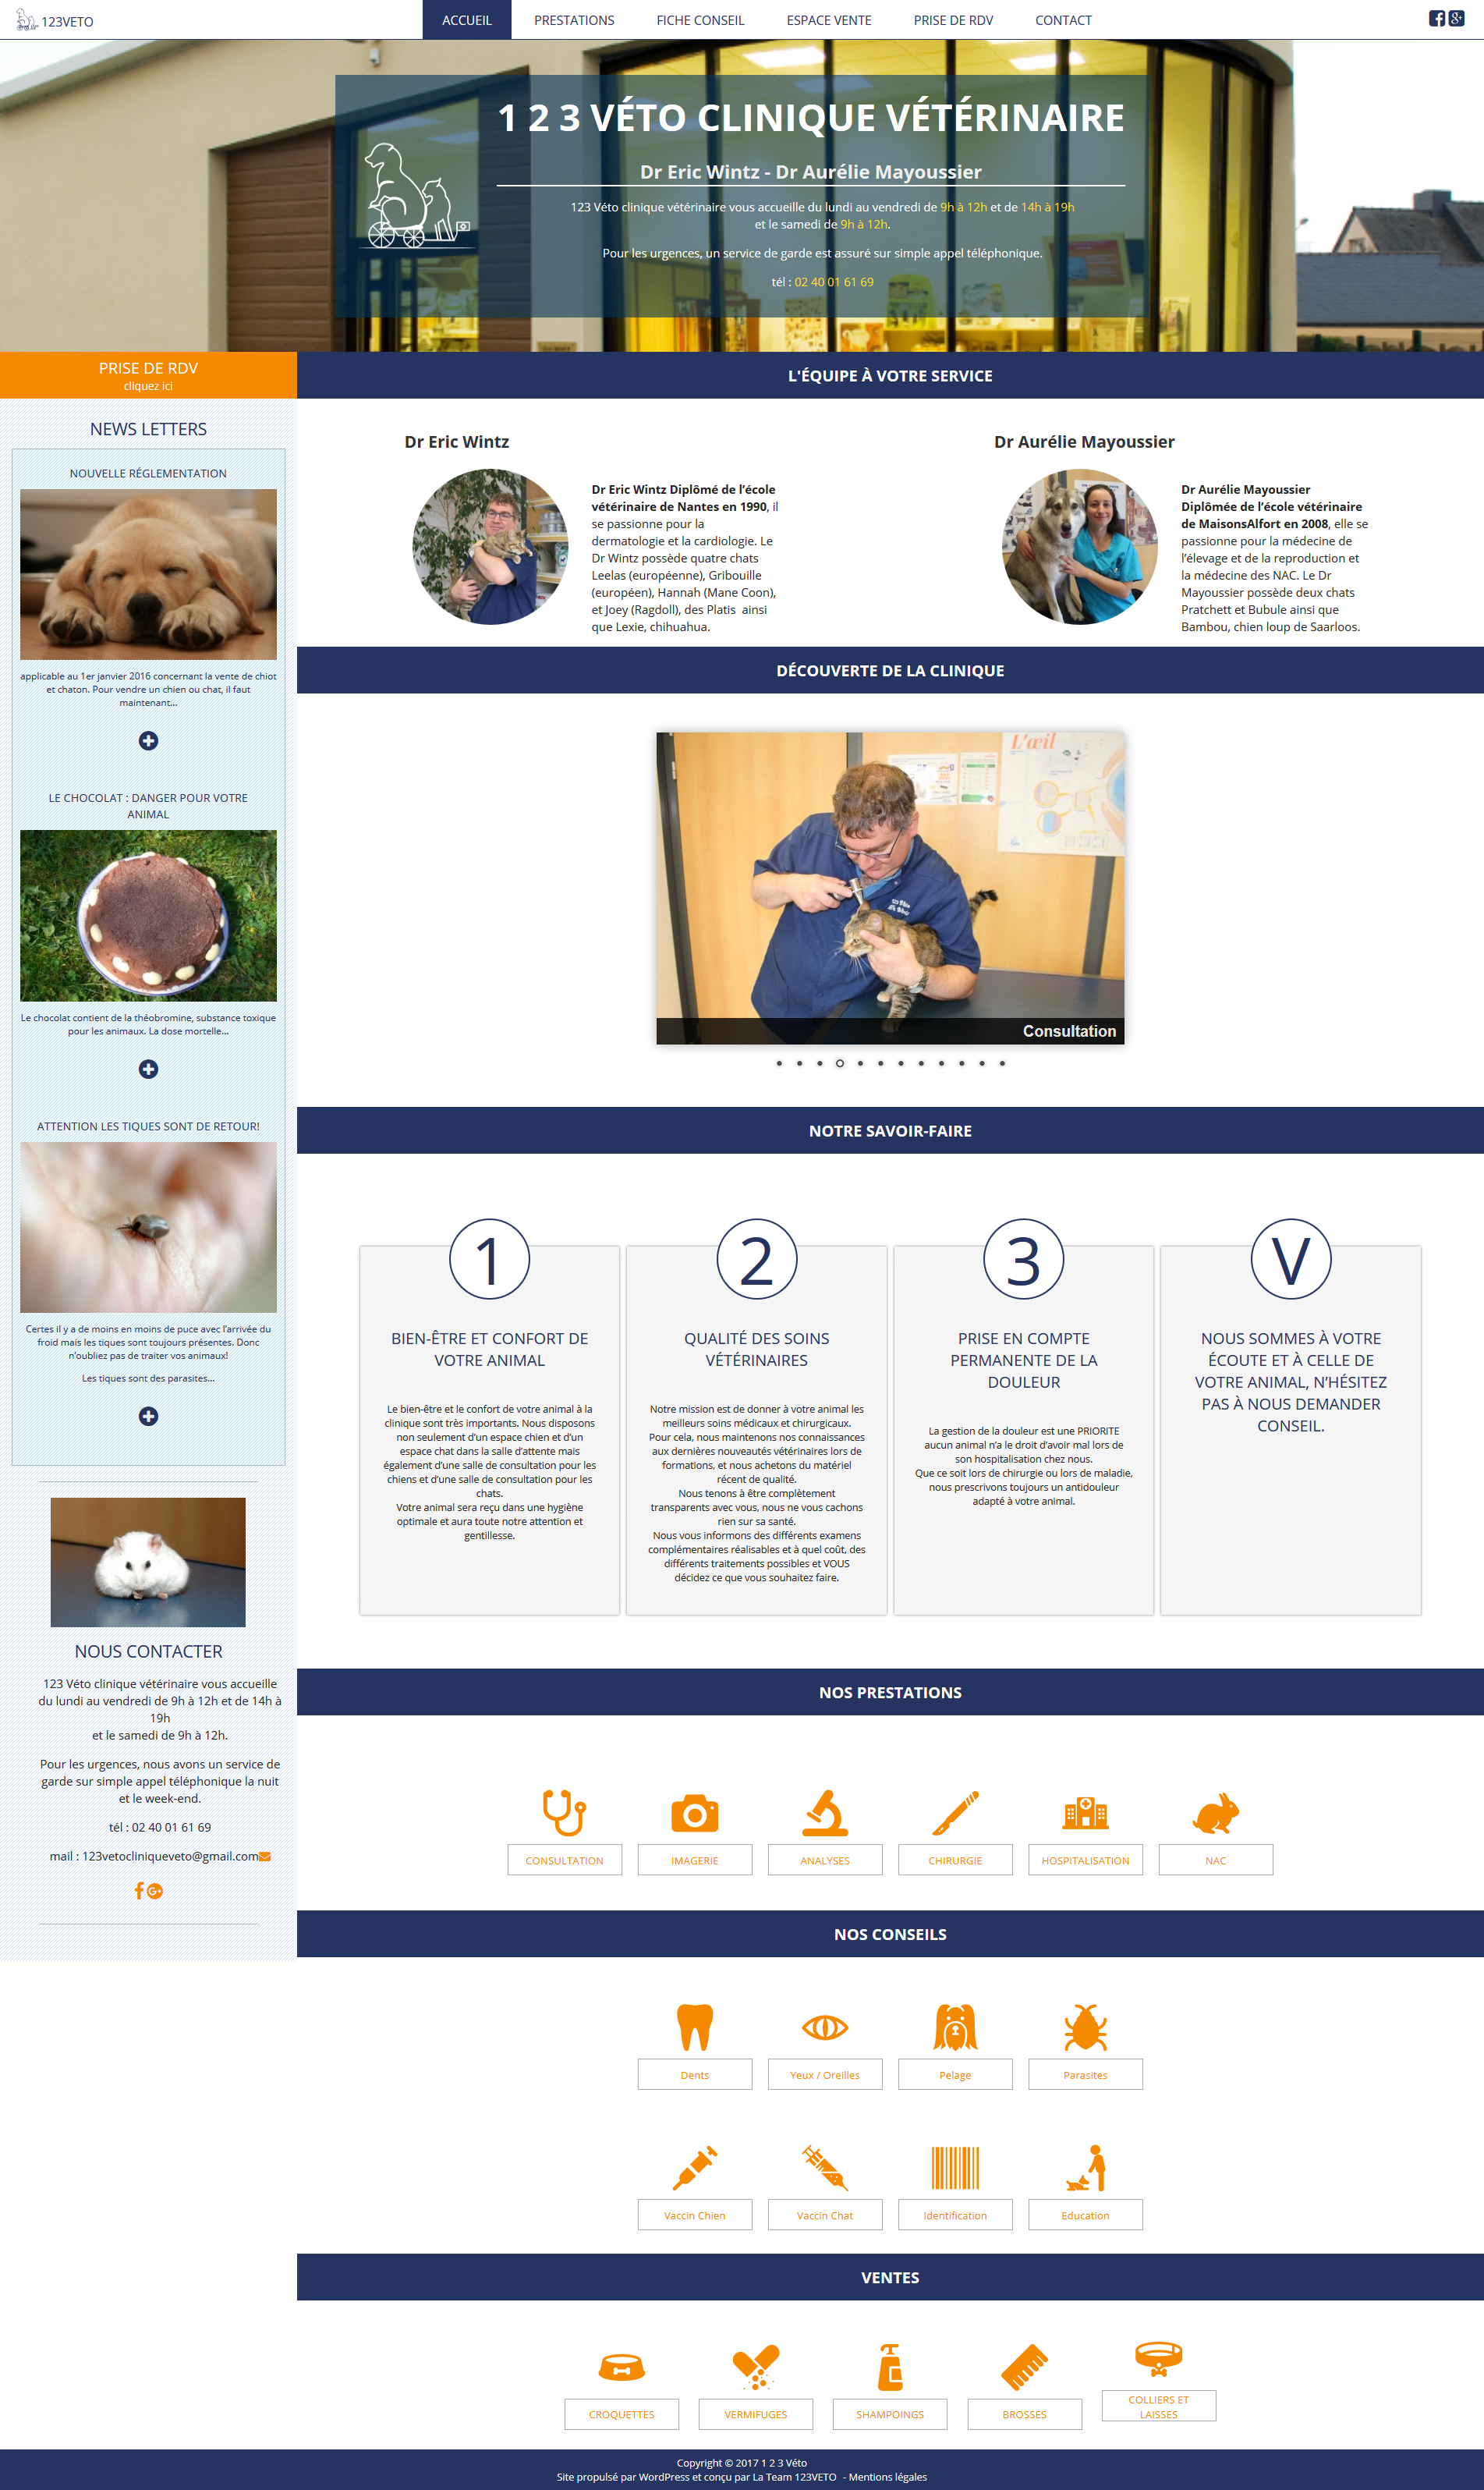 123VETO
ACCUEIL
PRESTATIONS
FICHE CONSEIL
ESPACE VENTE
PRISE DE RDV
CONTACT
1 2 3 VÉTO CLINIQUE VÉTÉRINAIRE
Dr Eric Wintz - Dr Aurélie Mayoussier
123 Véto clinique vétérinaire vous accueille du lundi au vendredi de 9h à 12h et de 14h à 19h
et le samedi de 9h à 12h.
Pour les urgences, un service de garde est assuré sur simple appel téléphonique.
tél : 02 40 01 61 69
PRISE DE RDV
cliquez ici
NEWS LETTERS
NOUVELLE RÉGLEMENTATION
applicable au 1er janvier 2016 concernant la vente de chiot
et chaton. Pour vendre un chien ou chat, il faut
maintenant...
LE CHOCOLAT : DANGER POUR VOTRE
ANIMAL
Le chocolat contient de la théobromine, substance toxique
pour les animaux. La dose mortelle...
ATTENTION LES TIQUES SONT DE RETOUR!
Certes il y a de moins en moins de puce avec l’arrivée du
froid mais les tiques sont toujours présentes. Donc
n’oubliez pas de traiter vos animaux!
Les tiques sont des parasites...
NOUS CONTACTER
123 Véto clinique vétérinaire vous accueille
du lundi au vendredi de 9h à 12h et de 14h à
19h
et le samedi de 9h à 12h.
Pour les urgences, nous avons un service de
garde sur simple appel téléphonique la nuit
et le week-end.
tél : 02 40 01 61 69
mail : 123vetocliniqueveto@gmail.com
L'ÉQUIPE À VOTRE SERVICE
Dr Eric Wintz
Dr Eric Wintz Diplômé de l’école
vétérinaire de Nantes en 1990, il
se passionne pour la
dermatologie et la cardiologie. Le
Dr Wintz possède quatre chats
Leelas (européenne), Gribouille
(européen), Hannah (Mane Coon),
et Joey (Ragdoll), des Platis ainsi
que Lexie, chihuahua.
Dr Aurélie Mayoussier
Dr Aurélie Mayoussier
Diplômée de l’école vétérinaire
de MaisonsAlfort en 2008, elle se
passionne pour la médecine de
l’élevage et de la reproduction et
la médecine des NAC. Le Dr
Mayoussier possède deux chats
Pratchett et Bubule ainsi que
Bambou, chien loup de Saarloos.
DÉCOUVERTE DE LA CLINIQUE
L'œil
Consultation
NOTRE SAVOIR-FAIRE
1
BIEN-ÊTRE ET CONFORT DE
VOTRE ANIMAL
Le bien-être et le confort de votre animal à la
clinique sont très importants. Nous disposons
non seulement d’un espace chien et d’un
espace chat dans la salle d’attente mais
également d’une salle de consultation pour les
chiens et d’une salle de consultation pour les
chats.
Votre animal sera reçu dans une hygiène
optimale et aura toute notre attention et
gentillesse.
2
QUALITÉ DES SOINS
VÉTÉRINAIRES
Notre mission est de donner à votre animal les
meilleurs soins médicaux et chirurgicaux.
Pour cela, nous maintenons nos connaissances
aux dernières nouveautés vétérinaires lors de
formations, et nous achetons du matériel
récent de qualité.
Nous tenons à être complètement
transparents avec vous, nous ne vous cachons
rien sur sa santé.
Nous vous informons des différents examens
complémentaires réalisables et à quel coût, des
différents traitements possibles et VOUS
décidez ce que vous souhaitez faire.
3
PRISE EN COMPTE
PERMANENTE DE LA
DOULEUR
La gestion de la douleur est une PRIORITE
aucun animal n’a le droit d’avoir mal lors de
son hospitalisation chez nous.
Que ce soit lors de chirurgie ou lors de maladie,
nous prescrivons toujours un antidouleur
adapté à votre animal.
V
NOUS SOMMES À VOTRE
ÉCOUTE ET À CELLE DE
VOTRE ANIMAL, N’HÉSITEZ
PAS À NOUS DEMANDER
CONSEIL.
NOS PRESTATIONS
CONSULTATION
IMAGERIE
ANALYSES
CHIRURGIE
HOSPITALISATION
NAC
NOS CONSEILS
Dents
Yeux / Oreilles
Pelage
Parasites
Vaccin Chien
Vaccin Chat
Identification
Education
VENTES
CROQUETTES
VERMIFUGES
SHAMPOINGS
BROSSES
COLLIERS ET
LAISSES
Copyright © 2017 1 2 3 Véto
Site propulsé par WordPress et conçu par La Team 123VETO - Mentions légales